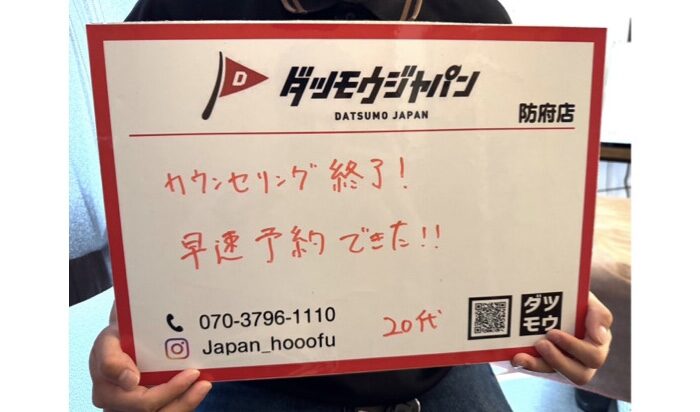 D
ダツモウジャパン
DATSUMO JAPAN
防府店
カウンセリング 終了！
早速予約できた!!
070-3796-1110
Japan_hooofu
20代
ダツ
モウ